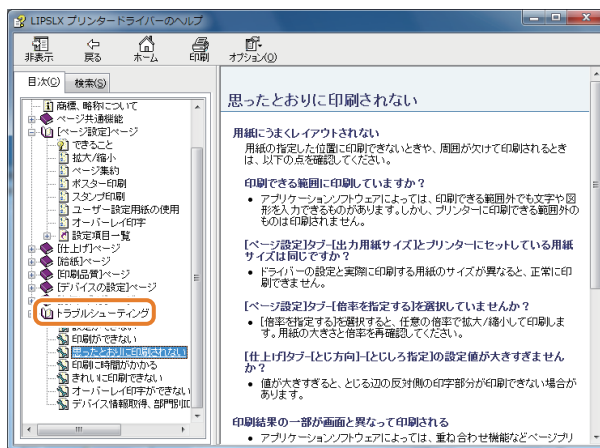 LIPSLX プリンタードライバーのヘルプ
非表示 戻る ホーム 印刷 オプション(O)
目次(C) 検索(S)
商標、略称について
ページ共通機能
[ページ設定]ページ
できること
拡大/縮小
ページ集約
ポスター印刷
スタンプ印刷
ユーザー設定用紙の使用
オーバーレイ印字
設定項目一覧
[仕上げ]ページ
[給紙]ページ
[印刷品質]ページ
[デバイスの設定]ページ
トラブルシューティング
印刷ができない
思ったとおりに印刷されない
印刷に時間がかかる
きれいに印刷できない
オーバーレイ印字ができない
デバイス情報取得、部門別ID
思ったとおりに印刷されない
用紙にうまくレイアウトされない
用紙の指定した位置に印刷できないときや、周囲が欠けて印刷されるとき
は、以下の点を確認してください。
印刷できる範囲に印刷していますか？
• アプリケーションソフトウェアによっては、印刷できる範囲外でも文字や図
形を入力できるものがあります。しかし、プリンターに印刷できる範囲外の
ものは印刷されません。
[ページ設定]タブ-[出力用紙サイズ]とプリンターにセットしている用紙
サイズは同じですか？
• ドライバーの設定と実際に印刷する用紙のサイズが異なると、正常に印
刷できません。
[ページ設定]タブ-[倍率を指定する]を選択していませんか？
• [倍率を指定する]を選択すると、任意の倍率で拡大/縮小して印刷しま
す。用紙の大きさと倍率を再確認してください。
[仕上げ]タブ-[とじ方向]-[とじしろ指定]の設定値が大きすぎません
か？
• 値が大きすぎると、とじる辺の反対側の印字部分が印刷できない場合が
あります。
印刷結果の一部が画面と異なって印刷される
• アプリケーションソフトウェアによっては、重ね合わせ機能などページプリ